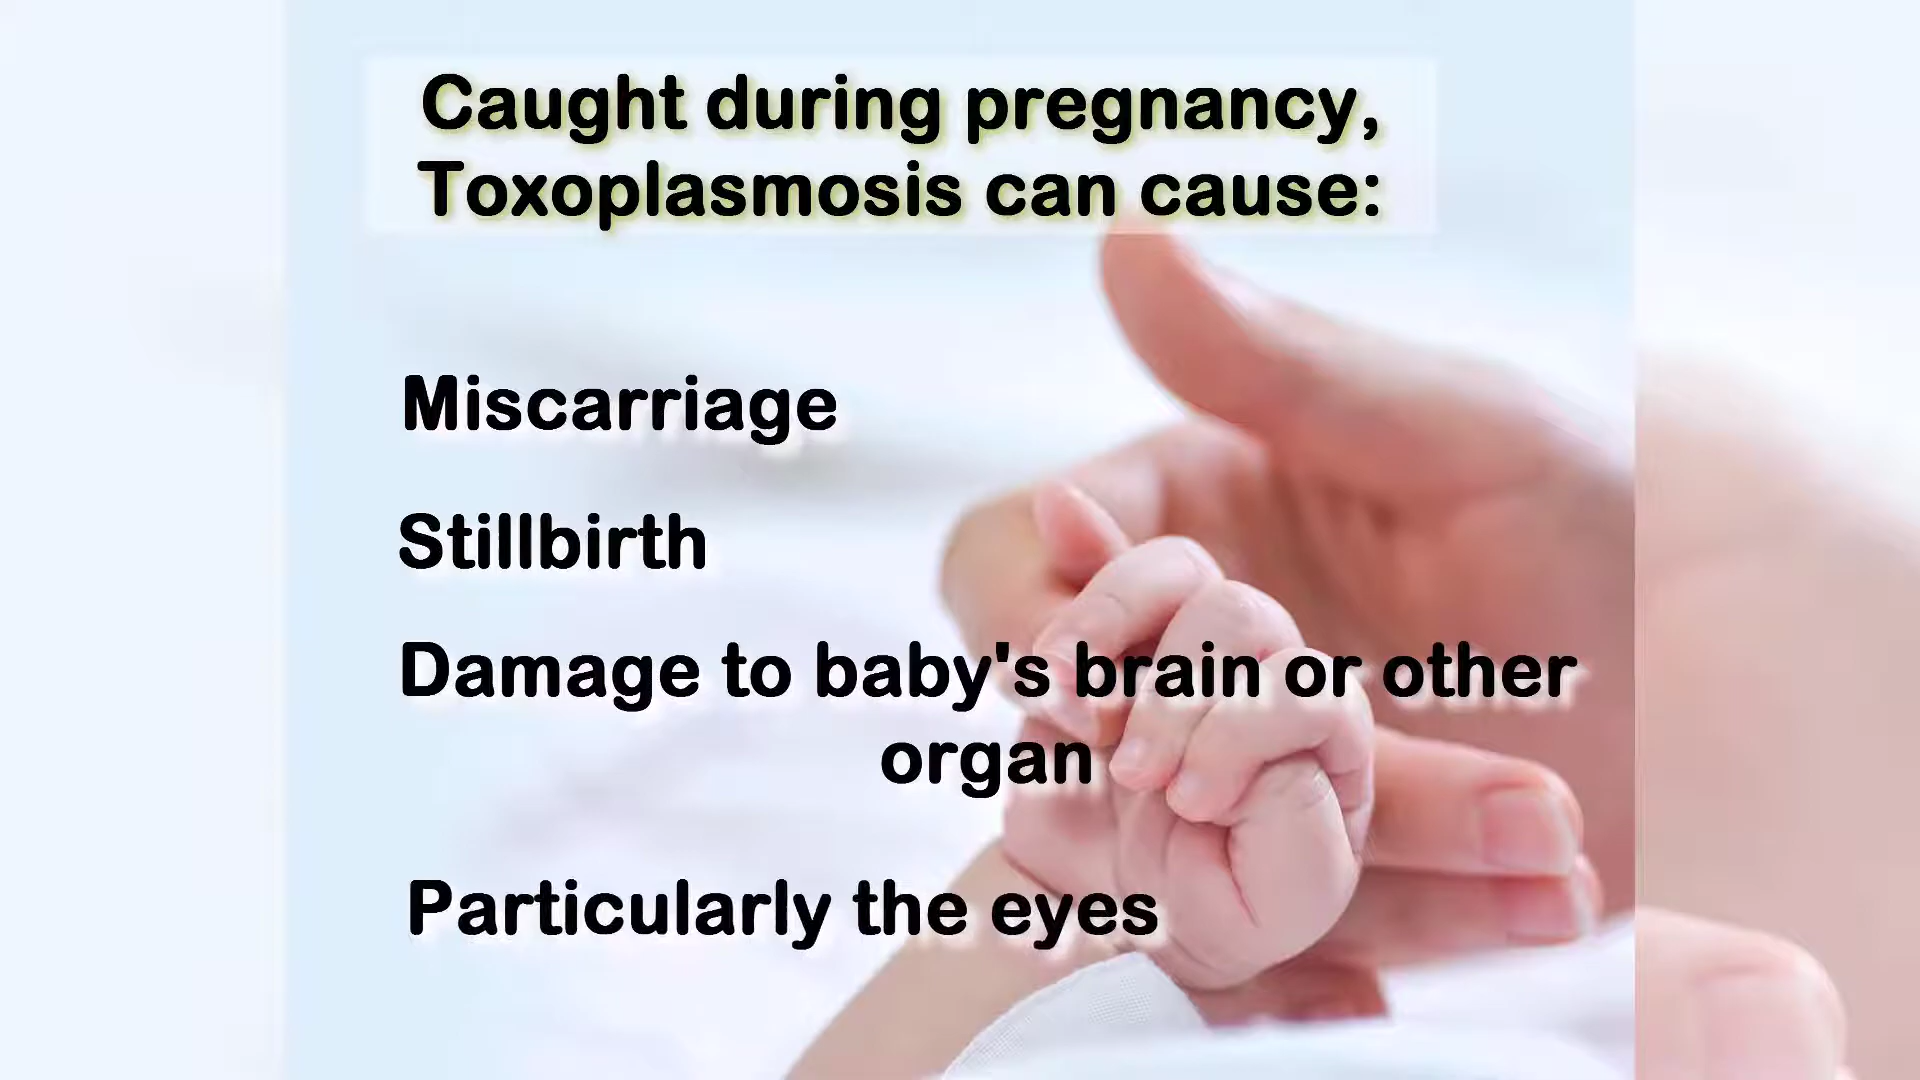 Caught during pregnancy,
Toxoplasmosis can cause:
Miscarriage
Stillbirth
Damage to baby's brain or other
organ
Particularly the eyes